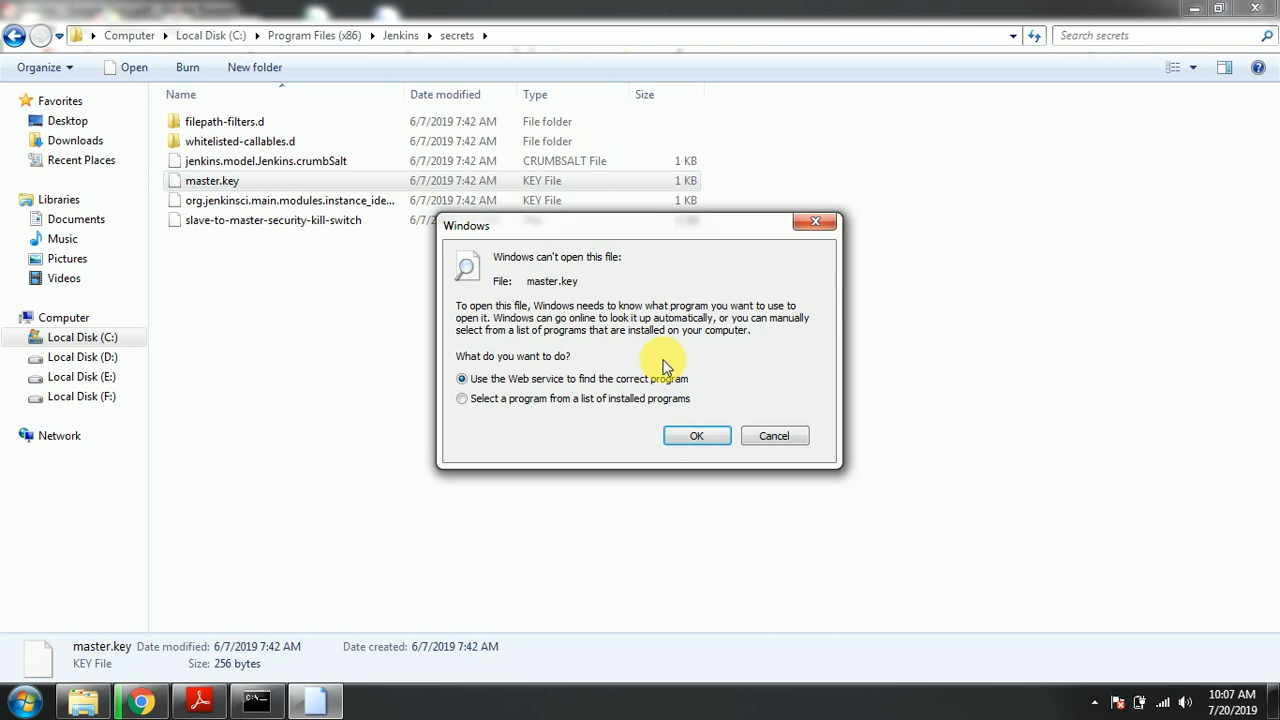 Computer Local Disk (C:) Program Files (x86) Jenkins secrets Search secrets
Organize Open Burn New folder
Name Date modified Type Size
Favorites
Desktop
Downloads
Recent Places
Libraries
Documents
Music
Pictures
Videos
Computer
Local Disk (C:)
Local Disk (D:)
Local Disk (E:)
Local Disk (F:)
Network
filepath-filters.d 6/7/2019 7:42 AM File folder
whitelisted-callables.d 6/7/2019 7:42 AM File folder
jenkins.model.Jenkins.crumbSalt 6/7/2019 7:42 AM CRUMBSALT File 1 KB
master.key 6/7/2019 7:42 AM KEY File 1 KB
org.jenkinsci.main.modules.instance_ide... 6/7/2019 7:42 AM KEY File 1 KB
slave-to-master-security-kill-switch
Windows
Windows can't open this file:
File: master.key
To open this file, Windows needs to know what program you want to use to
open it. Windows can go online to look it up automatically, or you can manually
select from a list of programs that are installed on your computer.
What do you want to do?
Use the Web service to find the correct program
Select a program from a list of installed programs
OK Cancel
master.key Date modified: 6/7/2019 7:42 AM Date created: 6/7/2019 7:42 AM
KEY File Size: 256 bytes
10:07 AM
7/20/2019